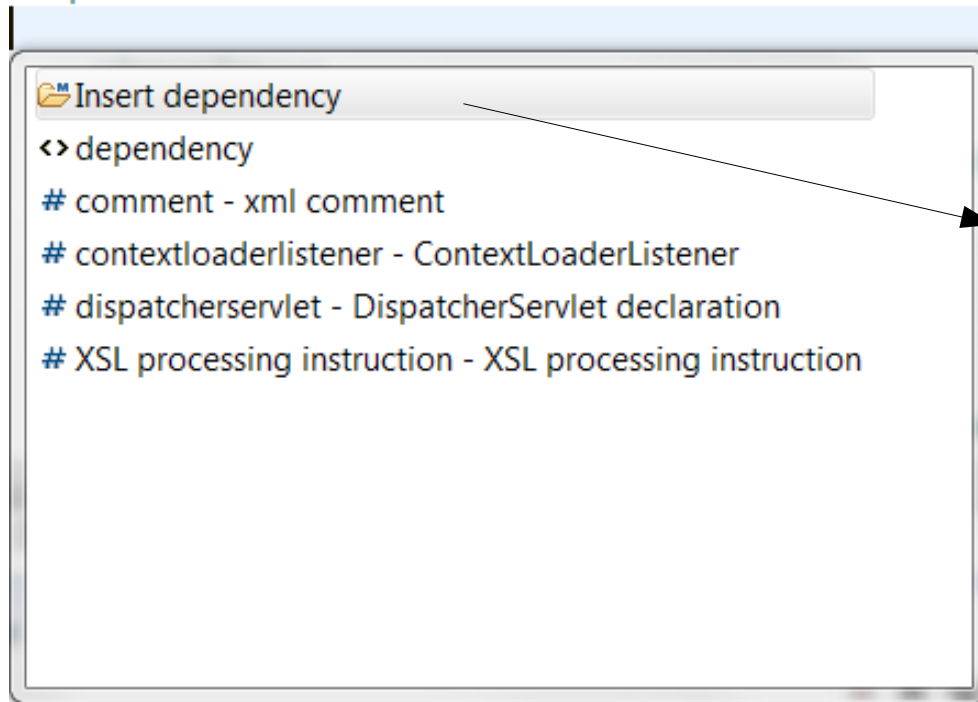 Insert dependency
<> dependency
# comment - xml comment
# contextloaderlistener - ContextLoaderListener
# dispatcherservlet - DispatcherServlet declaration
# XSL processing instruction - XSL processing instruction